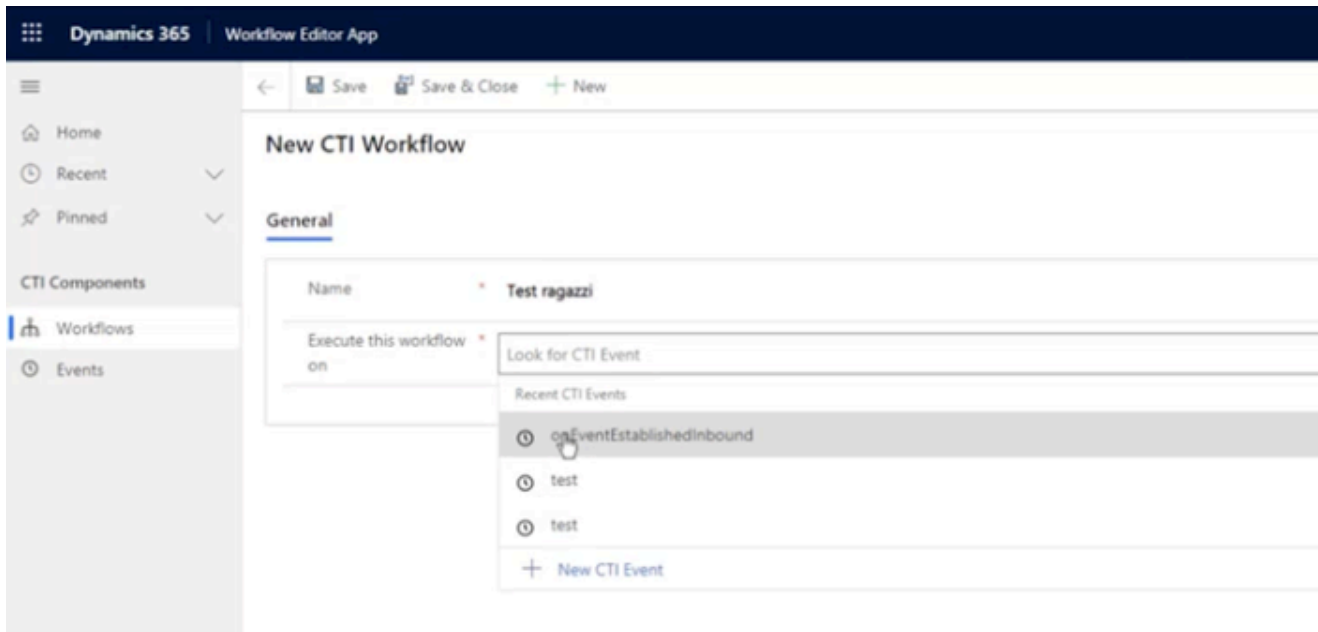 Dynamics 365 Workflow Editor App
Save Save & Close New
Home
New CTI Workflow
Recent
Pinned
General
CTI Components
Name * Test ragazzi
Workflows
Execute this workflow on *
Look for CTI Event
Events
Recent CTI Events
onEventEstablishedInbound
test
test
New CTI Event